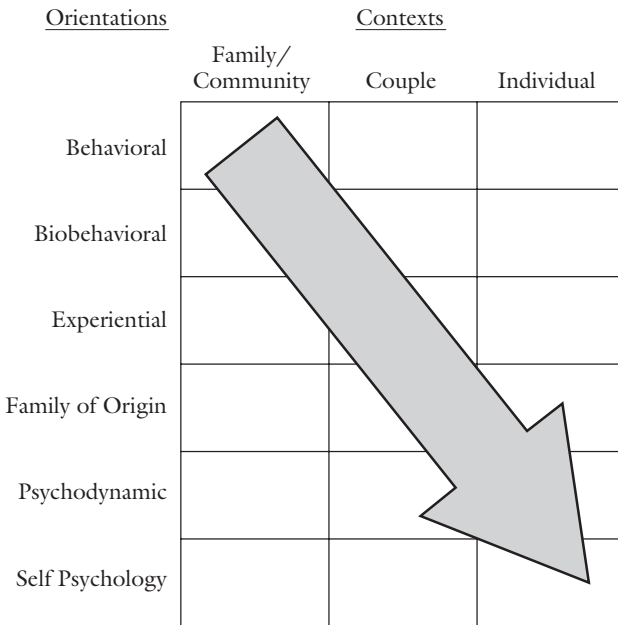 Orientations Contexts
Family/
Community Couple Individual
Behavioral
Biobehavioral
Experiential
Family of Origin
Psychodynamic
Self Psychology